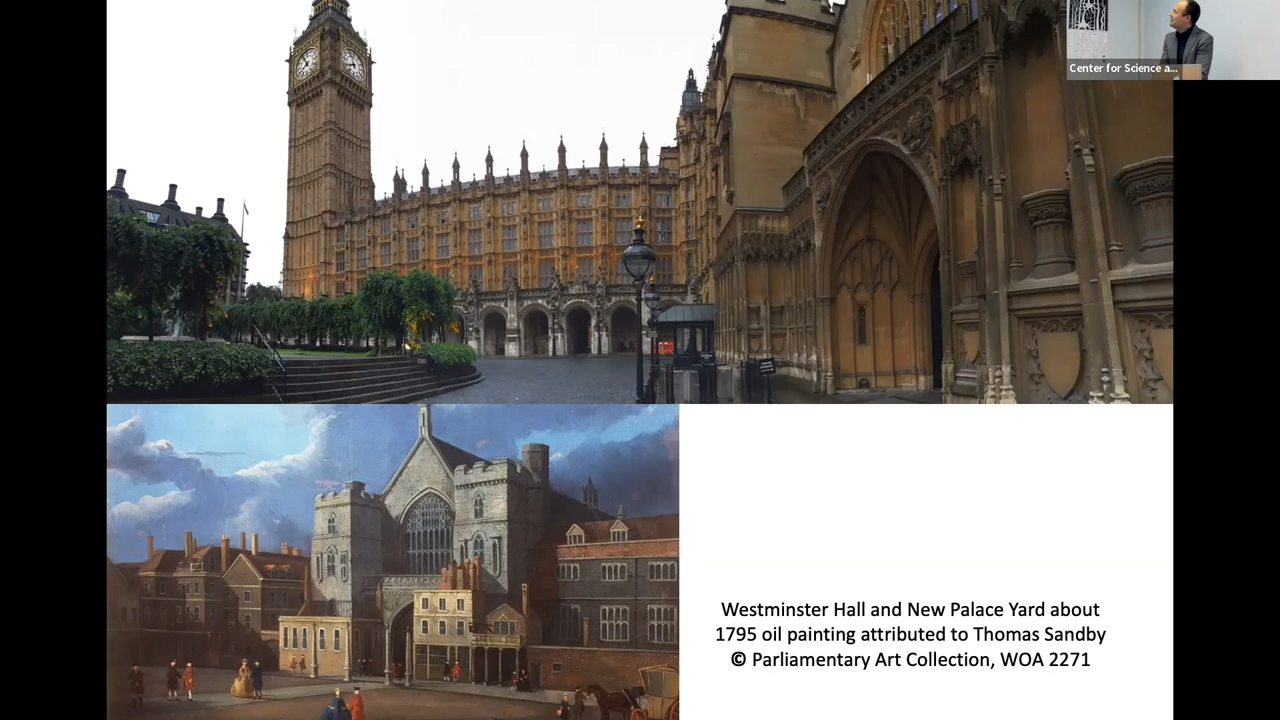 Center for Science a...
Westminster Hall and New Palace Yard about
1795 oil painting attributed to Thomas Sandby
© Parliamentary Art Collection, WOA 2271